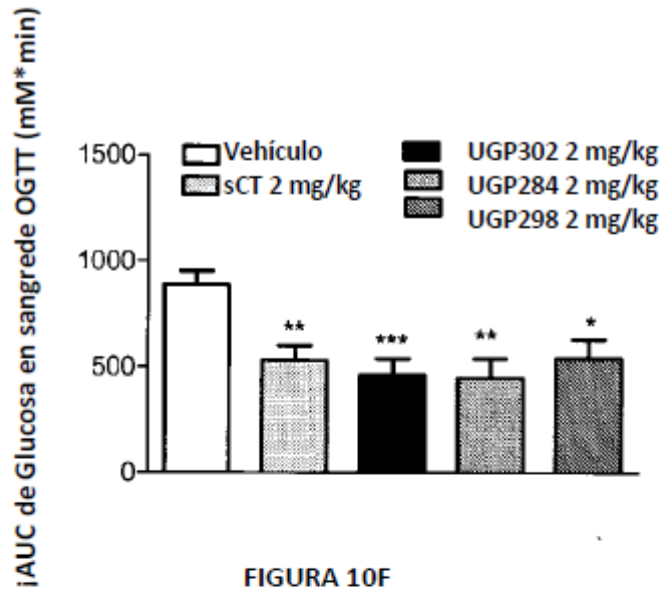 iAUC de Glucosa en sangrede OGTT (mM*min)
Vehículo
sCT 2 mg/kg
UGP302 2 mg/kg
UGP284 2 mg/kg
UGP298 2 mg/kg
1500
1000
500
0
**
***
**
*
FIGURA 10F